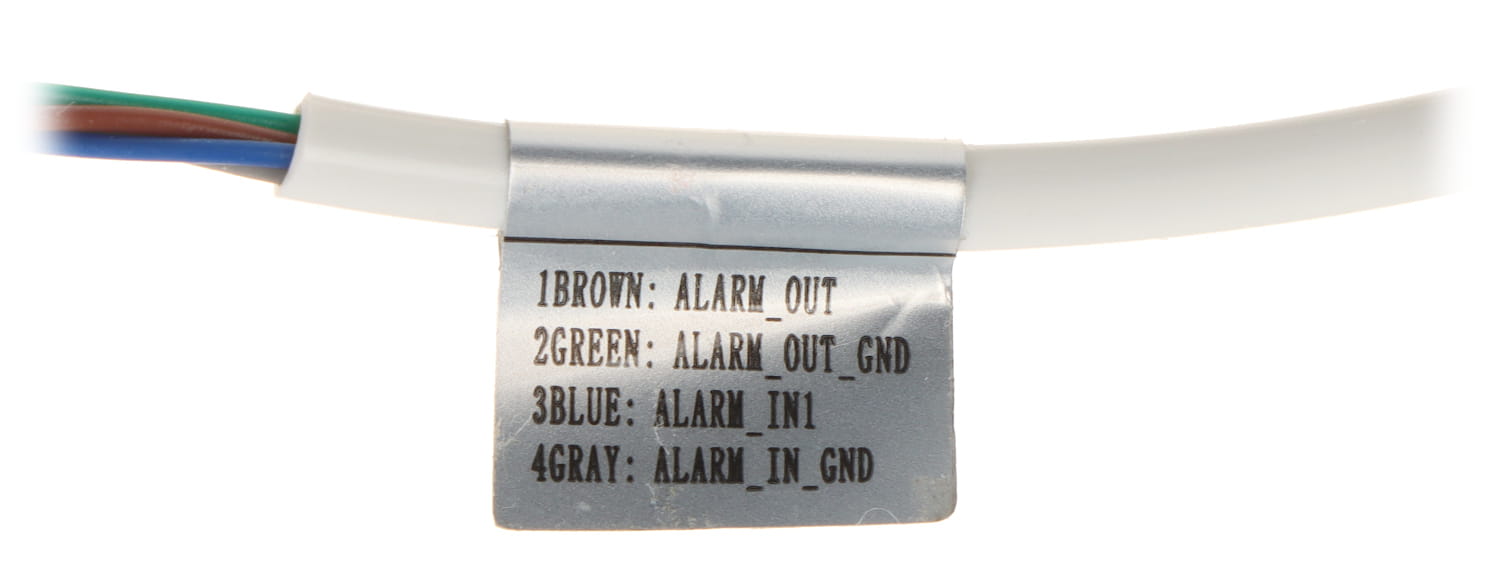 1BROWN: ALARM_OUT
2GREEN: ALARM_OUT_GND
3BLUE: ALARM_IN1
4GRAY: ALARM_IN_GND